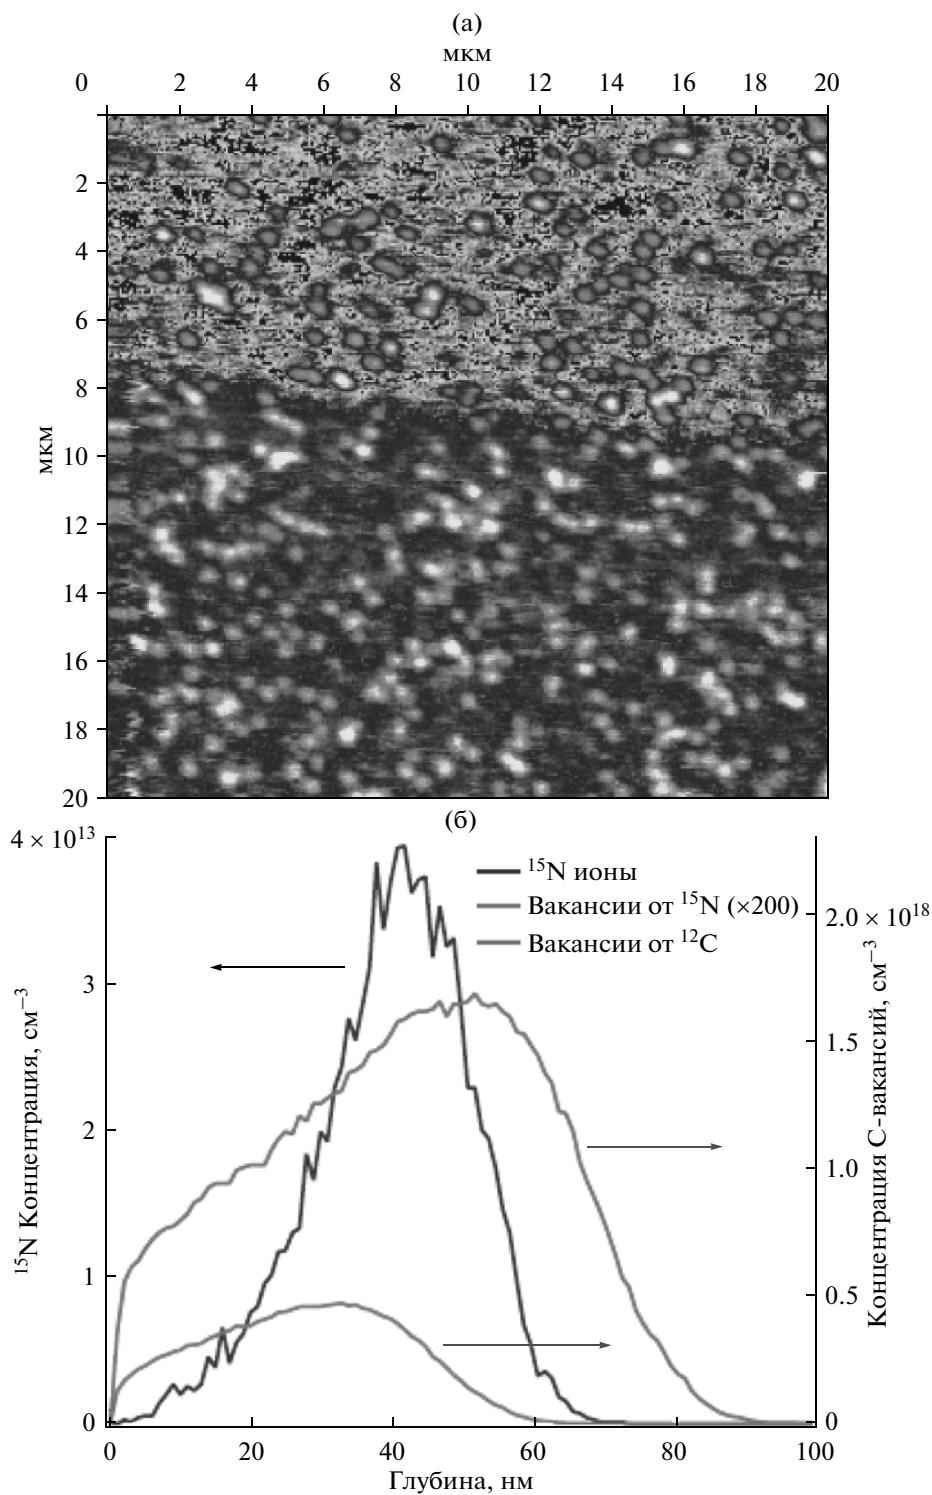 (а)
мкм
0 2 4 6 8 10 12 14 16 18 20
2
4
6
8
10
12
14
16
18
20
мкм
(б)
4 × 10¹³
3
2
1
0
¹⁵N Концентрация, см⁻³
¹⁵N ионы
Вакансии от ¹⁵N (×200)
Вакансии от ¹²C
2.0 × 10¹⁸
1.5
1.0
0.5
0
Концентрация C-вакансий, см⁻³
0 20 40 60 80 100
Глубина, нм